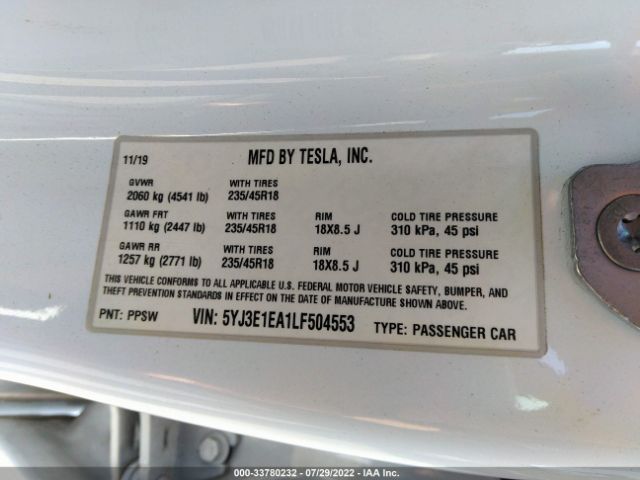 11/19 MFD BY TESLA, INC.
GVWR WITH TIRES
2060 kg (4541 lb) 235/45R18
GAWR FRT WITH TIRES RIM COLD TIRE PRESSURE
1110 kg (2447 lb) 235/45R18 18X8.5 J 310 kPa, 45 psi
GAWR RR WITH TIRES RIM COLD TIRE PRESSURE
1257 kg (2771 lb) 235/45R18 18X8.5 J 310 kPa, 45 psi
THIS VEHICLE CONFORMS TO ALL APPLICABLE U.S. FEDERAL MOTOR VEHICLE SAFETY, BUMPER, AND
THEFT PREVENTION STANDARDS IN EFFECT ON THE DATE OF MANUFACTURE SHOWN ABOVE.
PNT: PPSW VIN: 5YJ3E1EA1LF504553 TYPE: PASSENGER CAR
000-33780232 - 07/29/2022 - IAA Inc.